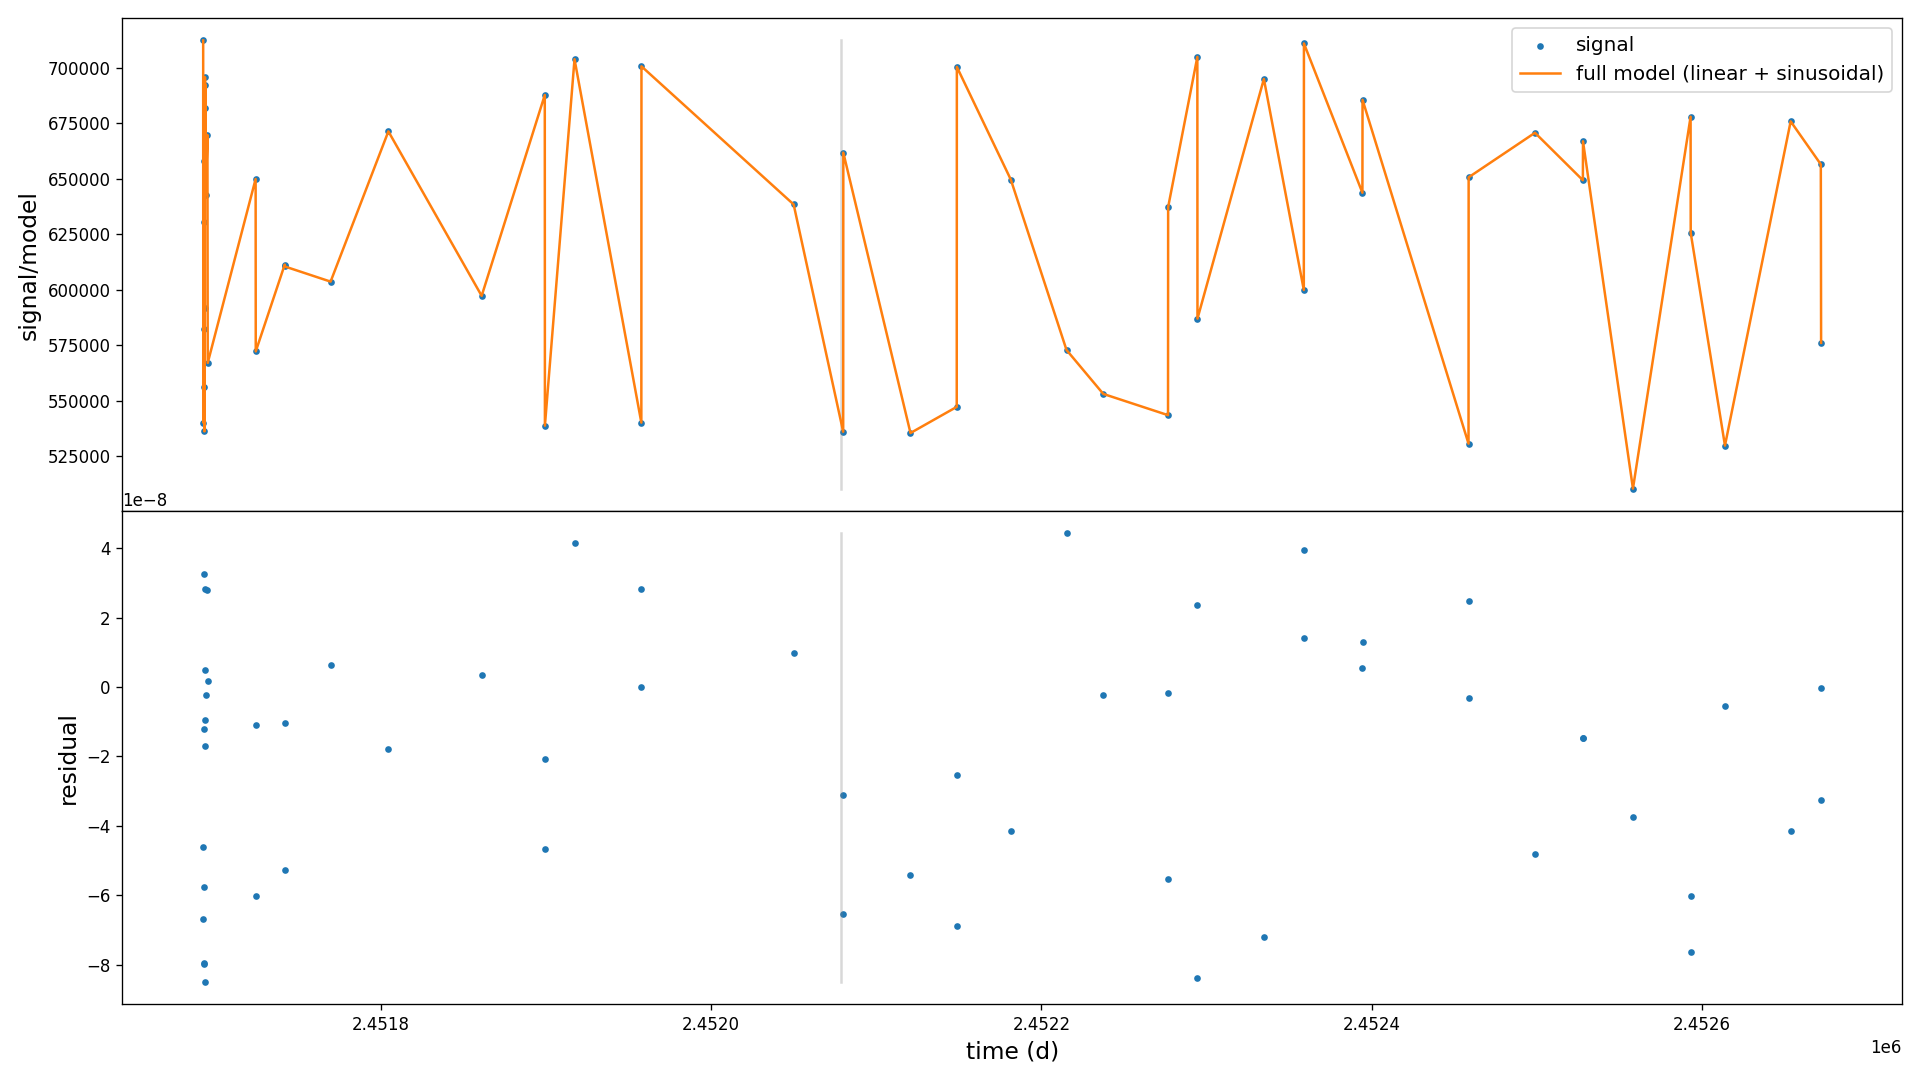 signal
full model (linear + sinusoidal)
signal/model
700000
675000
650000
625000
600000
575000
550000
525000
1e−8
residual
4
2
0
−2
−4
−6
−8
2.4518
2.4520
2.4522
2.4524
2.4526
time (d)
1e6